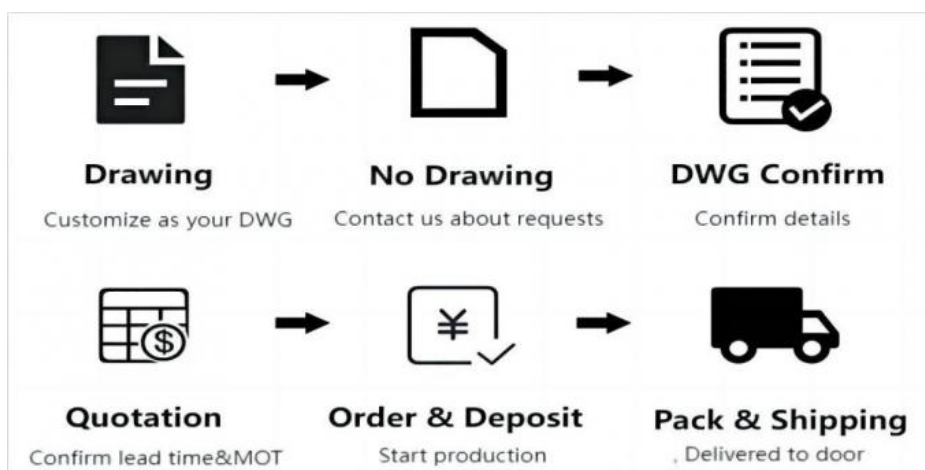 Drawing
Customize as your DWG
No Drawing
Contact us about requests
DWG Confirm
Confirm details
$
Quotation
Confirm lead time&MOT
¥
Order & Deposit
Start production
Pack & Shipping
, Delivered to door